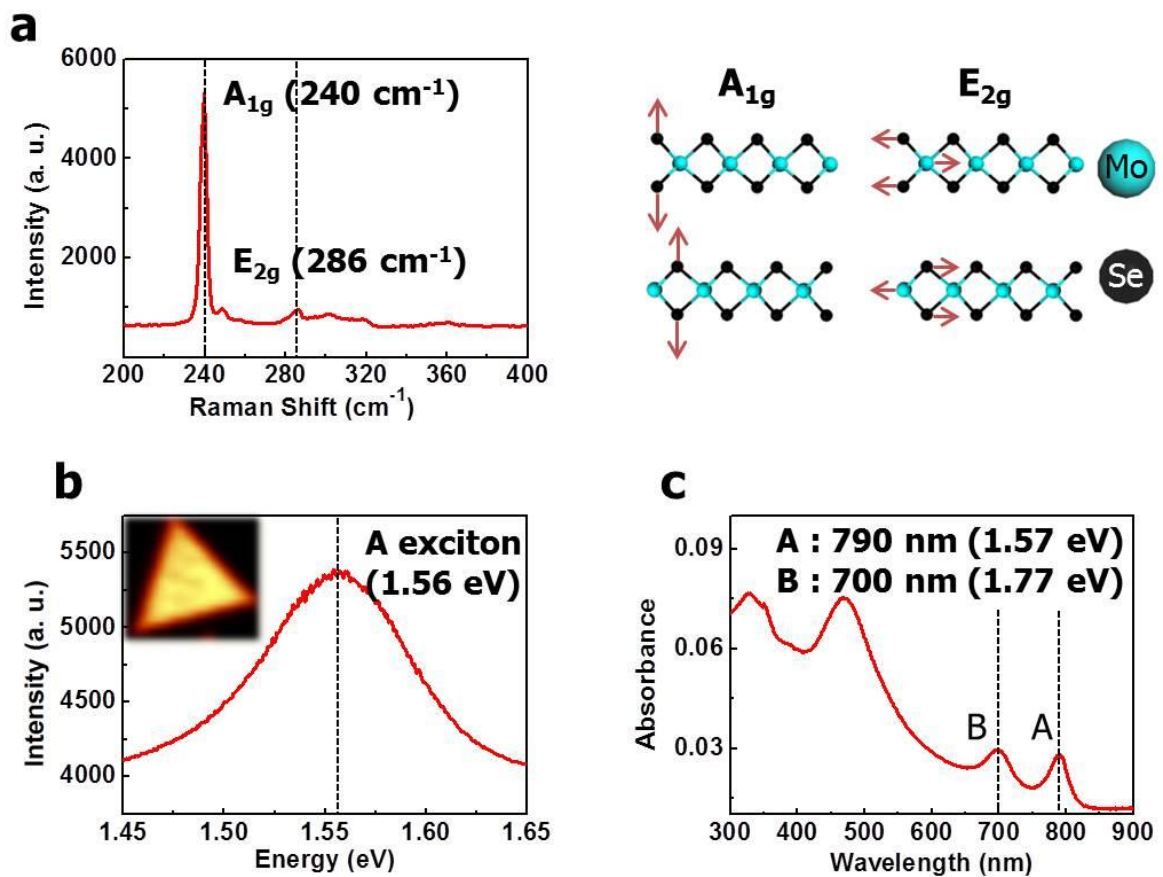 a
6000
4000
2000
0
Intensity (a. u.)
A1g (240 cm-1)
E2g (286 cm-1)
200 240 280 320 360 400
Raman Shift (cm-1)
A1g E2g
Mo
Se
b
5500
5000
4500
4000
Intensity (a. u.)
A exciton
(1.56 eV)
1.45 1.50 1.55 1.60 1.65
Energy (eV)
c
0.09
0.06
0.03
Absorbance
A : 790 nm (1.57 eV)
B : 700 nm (1.77 eV)
B A
300 400 500 600 700 800 900
Wavelength (nm)